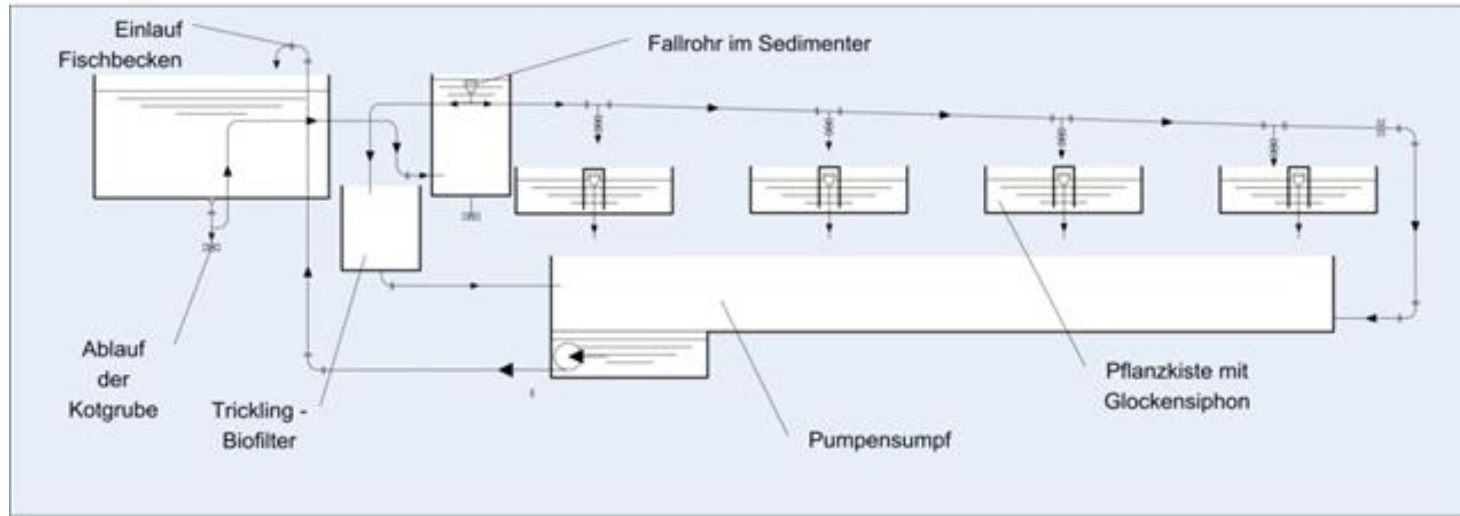 Einlauf
Fischbecken
Fallrohr im Sedimenter
Ablauf
der
Kotgrube
Trickling -
Biofilter
Pumpensumpf
Pflanzkiste mit
Glockensiphon